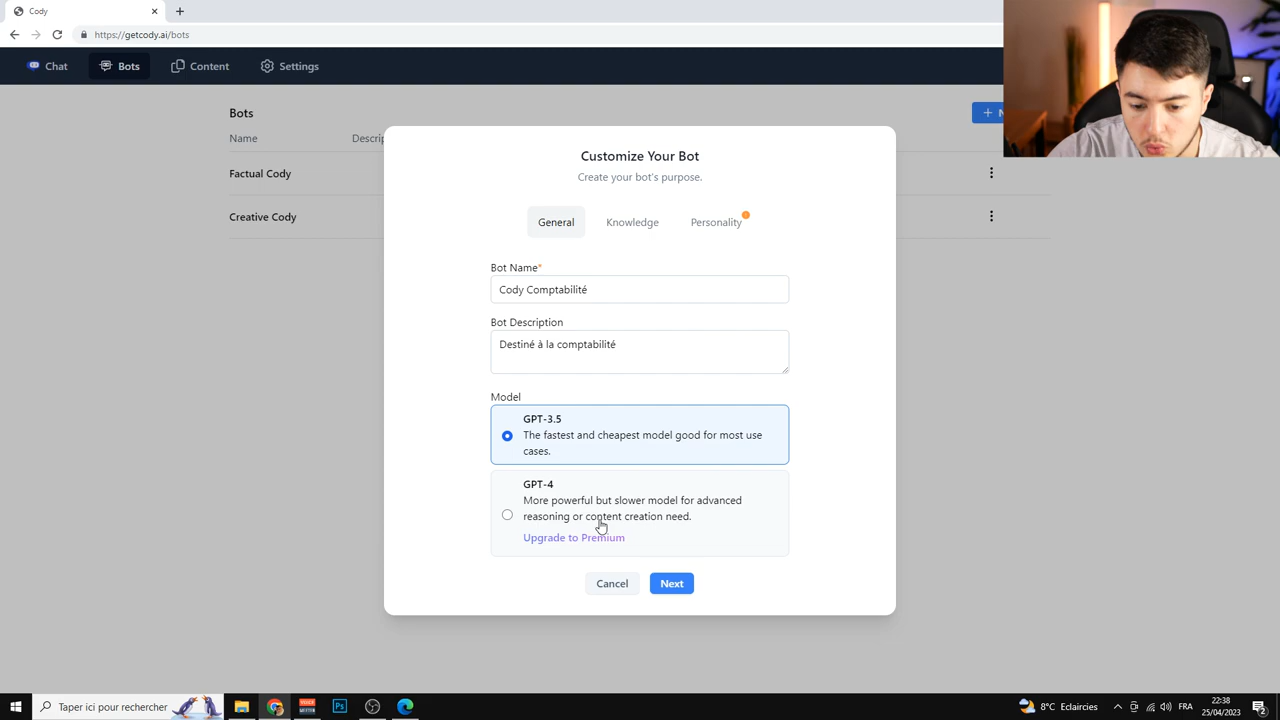 Cody
https://getcody.ai/bots
Chat
Bots
Content
Settings
Bots
Name
Factual Cody
Creative Cody
Customize Your Bot
Create your bot's purpose.
General
Knowledge
Personality
Bot Name*
Cody Comptabilité
Bot Description
Destiné à la comptabilité
Model
GPT-3.5
The fastest and cheapest model good for most use
cases.
GPT-4
More powerful but slower model for advanced
reasoning or content creation need.
Upgrade to Premium
Cancel
Next
Taper ici pour rechercher
Ps
8°C Eclaircies
FRA
22:38
25/04/2023
2